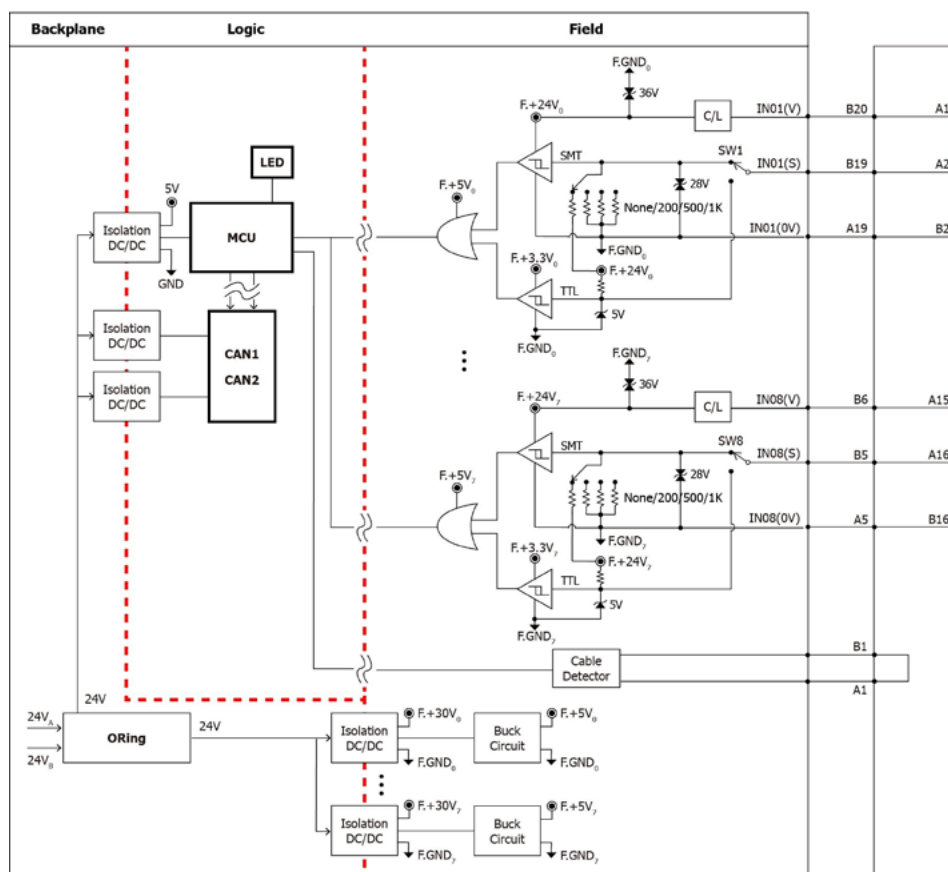 Backplane
Logic
Field
F.GND₀
36V
F.+24V₀
C/L
IN01(V)
B20
A1
SMT
SW1
IN01(S)
B19
A2
28V
None/200/500/1K
F.+5V₀
IN01(0V)
A19
B2
F.GND₀
F.+3.3V₀
F.+24V₀
TTL
5V
F.GND₀
LED
5V
Isolation
DC/DC
MCU
GND
Isolation
DC/DC
CAN1
CAN2
Isolation
DC/DC
F.GND₇
36V
F.+24V₇
C/L
IN08(V)
B6
A15
SMT
SW8
IN08(S)
B5
A16
28V
None/200/500/1K
F.+5V₇
IN08(0V)
A5
B16
F.GND₇
F.+3.3V₇
F.+24V₇
TTL
5V
F.GND₇
B1
Cable
Detector
A1
24V
24V_A
24V_B
ORing
24V
Isolation
DC/DC
F.+30V₀
F.GND₀
Buck
Circuit
F.+5V₀
F.GND₀
Isolation
DC/DC
F.+30V₇
F.GND₇
Buck
Circuit
F.+5V₇
F.GND₇